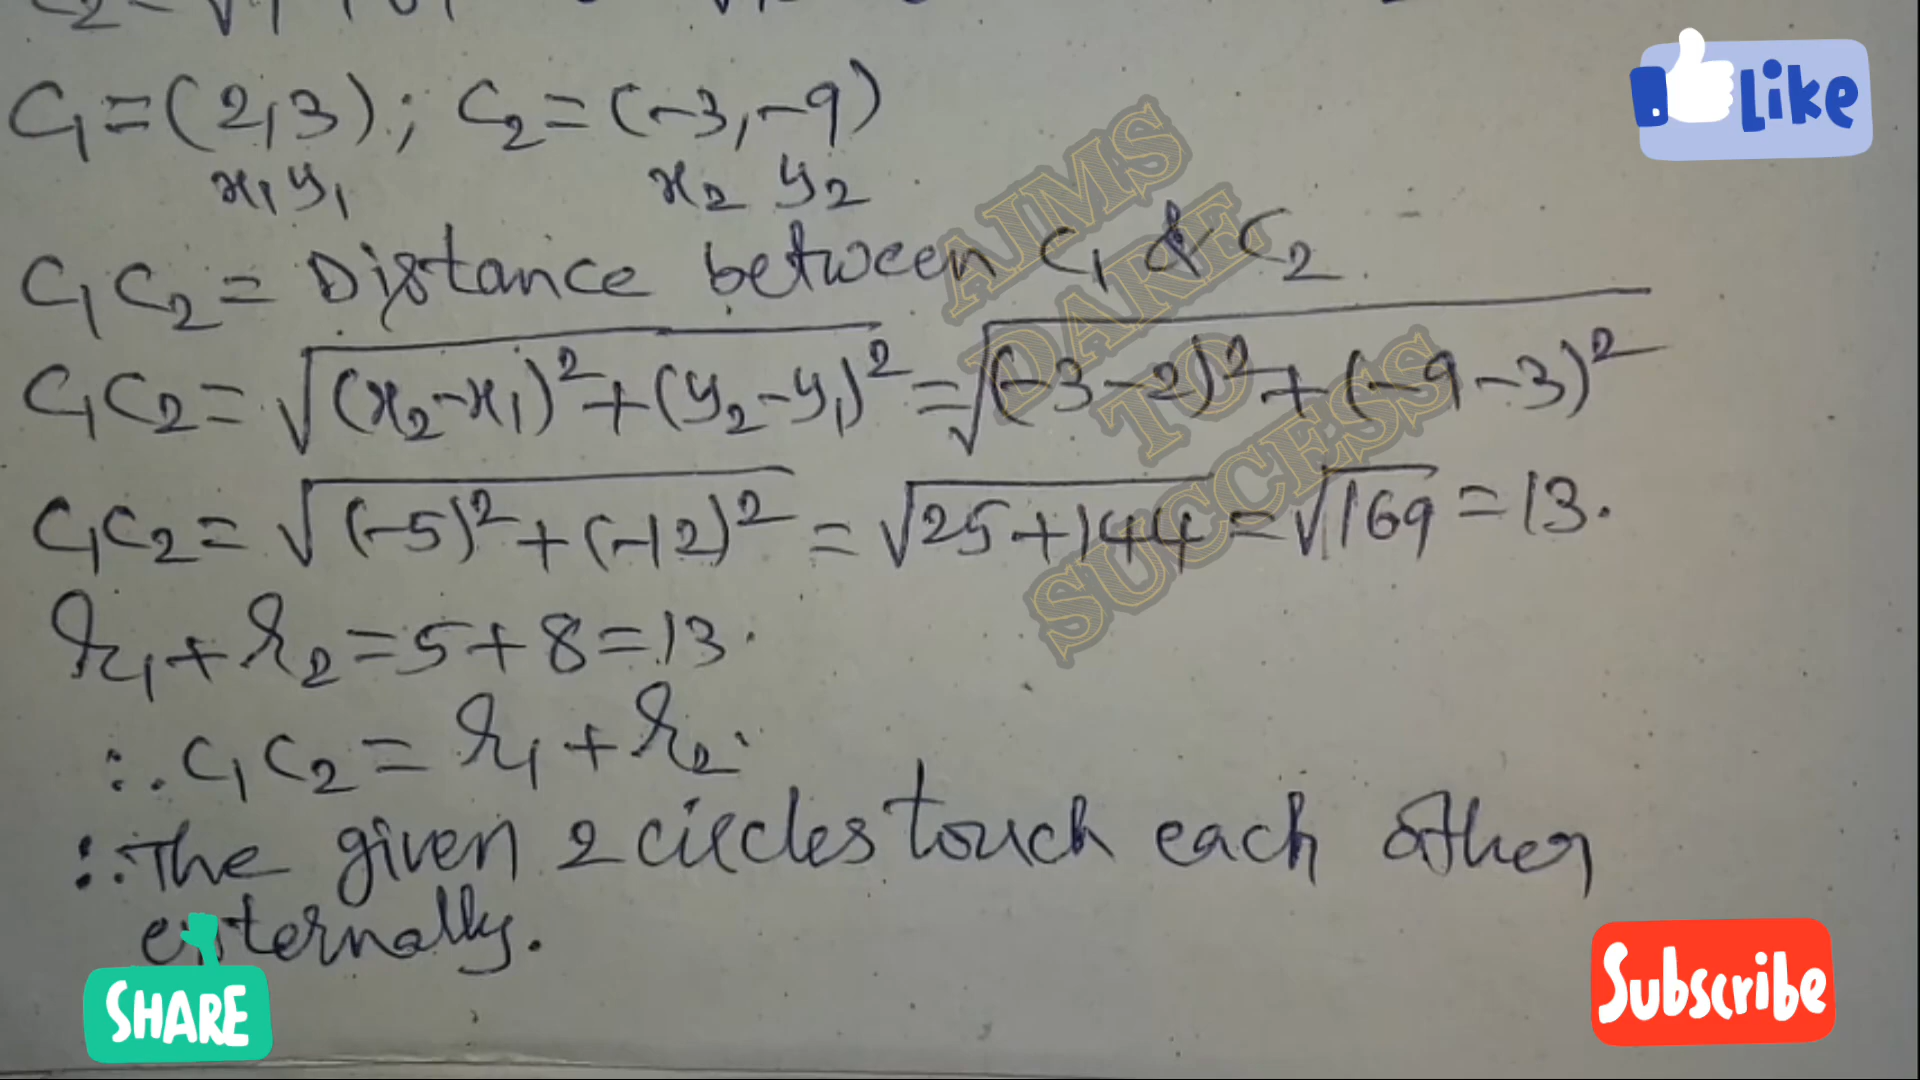 C₁ = (2,3); C₂ = (-3,-9)
x₁ y₁ x₂ y₂
C₁C₂ = Distance between C₁ & C₂.
C₁C₂ = √((x₂-x₁)²+(y₂-y₁)²) = √((-3-2)²+(-9-3)²)
C₁C₂ = √((-5)²+(-12)²) = √(25+144) = √169 = 13.
r₁+r₂ = 5+8 = 13.
∴ C₁C₂ = r₁+r₂.
∴ The given 2 circles touch each other
externally.
Like
AIMS
DARE
TO
SUCCESS
SHARE
Subscribe